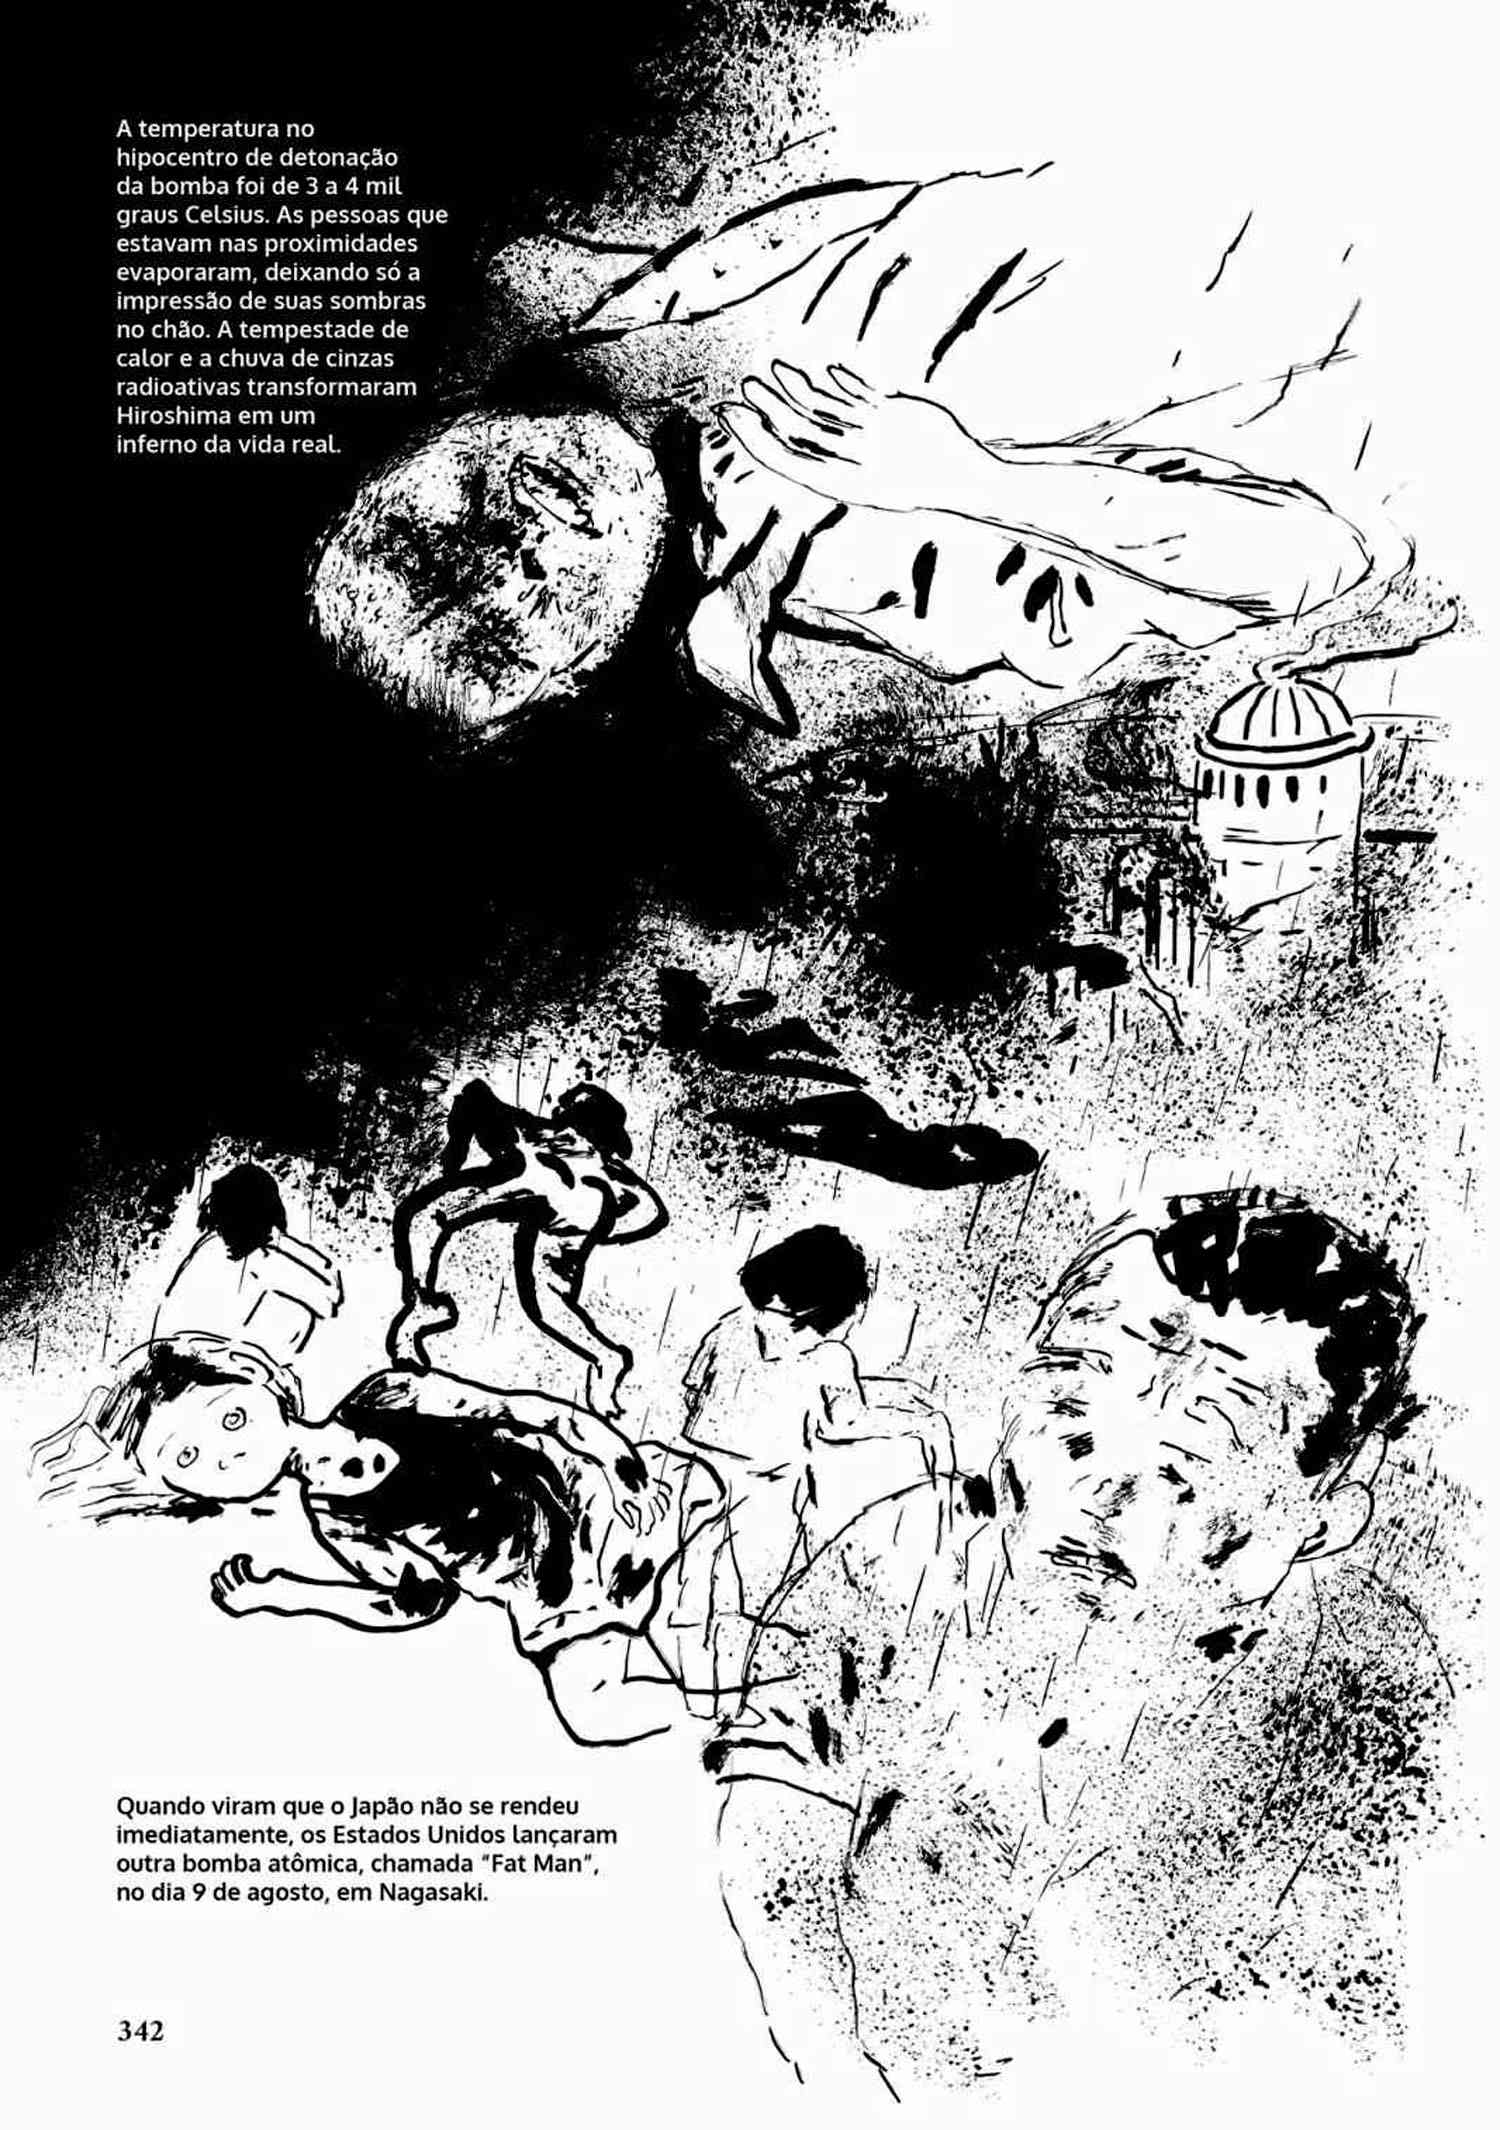 A temperatura no
hipocentro de detonação
da bomba foi de 3 a 4 mil
graus Celsius. As pessoas que
estavam nas proximidades
evaporaram, deixando só a
impressão de suas sombras
no chão. A tempestade de
calor e a chuva de cinzas
radioativas transformaram
Hiroshima em um
inferno da vida real.
Quando viram que o Japão não se rendeu
imediatamente, os Estados Unidos lançaram
outra bomba atômica, chamada “Fat Man”,
no dia 9 de agosto, em Nagasaki.
342